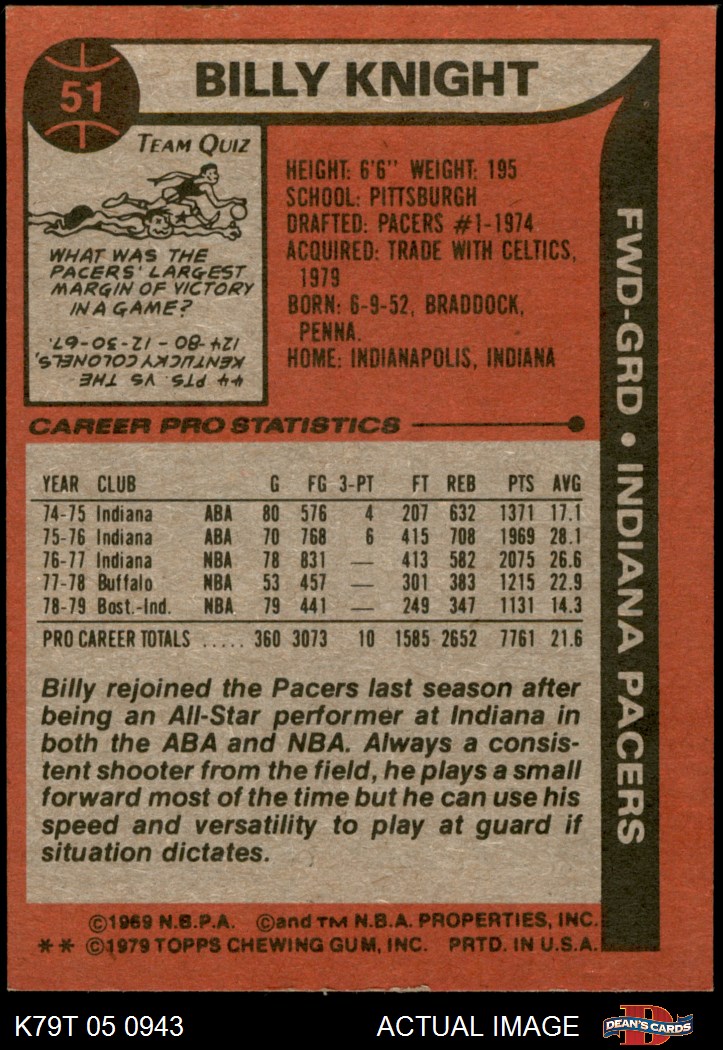 51
BILLY KNIGHT
TEAM QUIZ
WHAT WAS THE
PACERS' LARGEST
MARGIN OF VICTORY
IN A GAME?
44 PTS. VS THE
KENTUCKY COLONELS,
124-80 - 12-30-67.
HEIGHT: 6'6" WEIGHT: 195
SCHOOL: PITTSBURGH
DRAFTED: PACERS #1-1974
ACQUIRED: TRADE WITH CELTICS,
1979
BORN: 6-9-52, BRADDOCK,
PENNA.
HOME: INDIANAPOLIS, INDIANA
FWD-GRD • INDIANA PACERS
CAREER PRO STATISTICS
YEAR CLUB G FG 3-PT FT REB PTS AVG
74-75 Indiana ABA 80 576 4 207 632 1371 17.1
75-76 Indiana ABA 70 768 6 415 708 1969 28.1
76-77 Indiana NBA 78 831 — 413 582 2075 26.6
77-78 Buffalo NBA 53 457 — 301 383 1215 22.9
78-79 Bost.-Ind. NBA 79 441 — 249 347 1131 14.3
PRO CAREER TOTALS ..... 360 3073 10 1585 2652 7761 21.6
Billy rejoined the Pacers last season after
being an All-Star performer at Indiana in
both the ABA and NBA. Always a consis-
tent shooter from the field, he plays a small
forward most of the time but he can use his
speed and versatility to play at guard if
situation dictates.
©1969 N.B.P.A. ©and TM N.B.A. PROPERTIES, INC.
** ©1979 TOPPS CHEWING GUM, INC. PRTD. IN U.S.A.
K79T 05 0943
ACTUAL IMAGE
D
DEAN'S CARDS